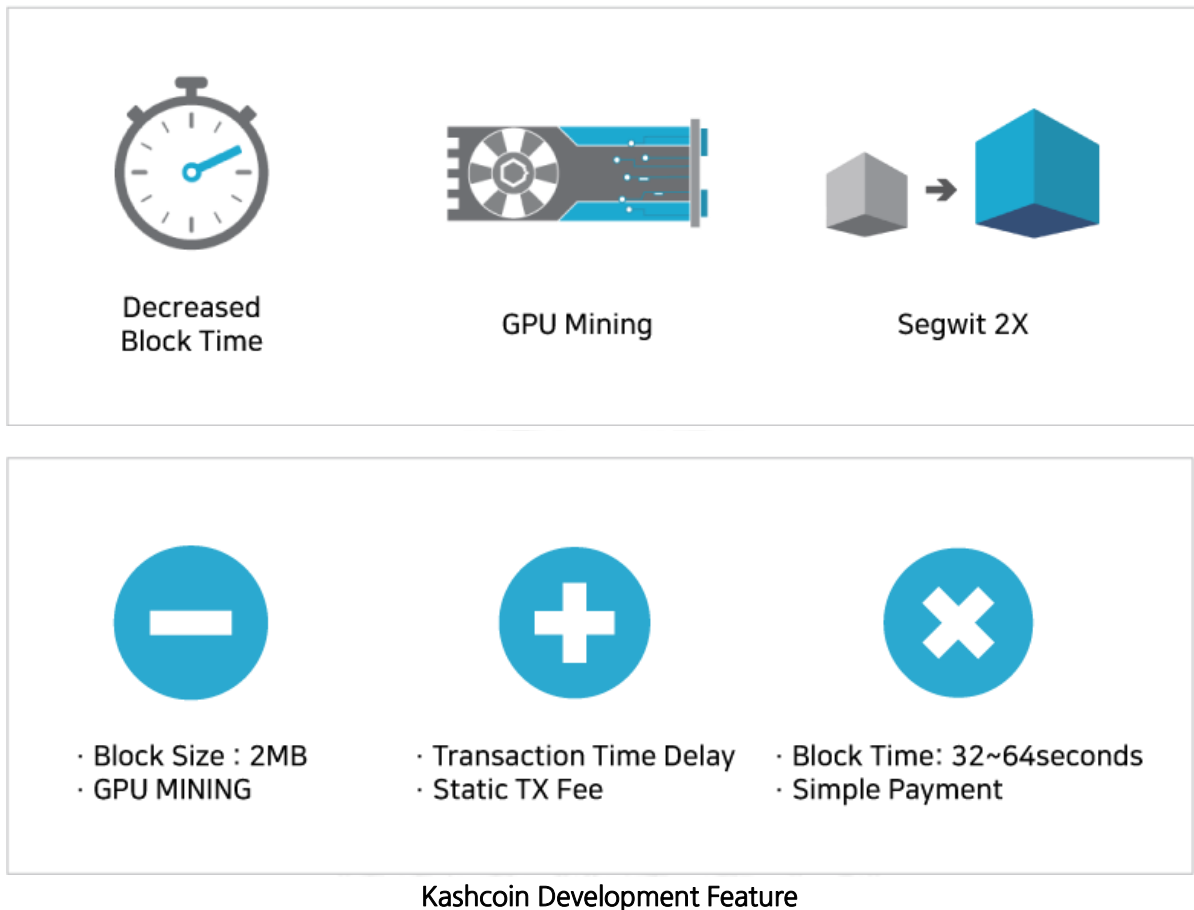 Decreased
Block Time
GPU Mining
Segwit 2X
· Block Size : 2MB
· GPU MINING
· Transaction Time Delay
· Static TX Fee
· Block Time: 32~64seconds
· Simple Payment
Kashcoin Development Feature